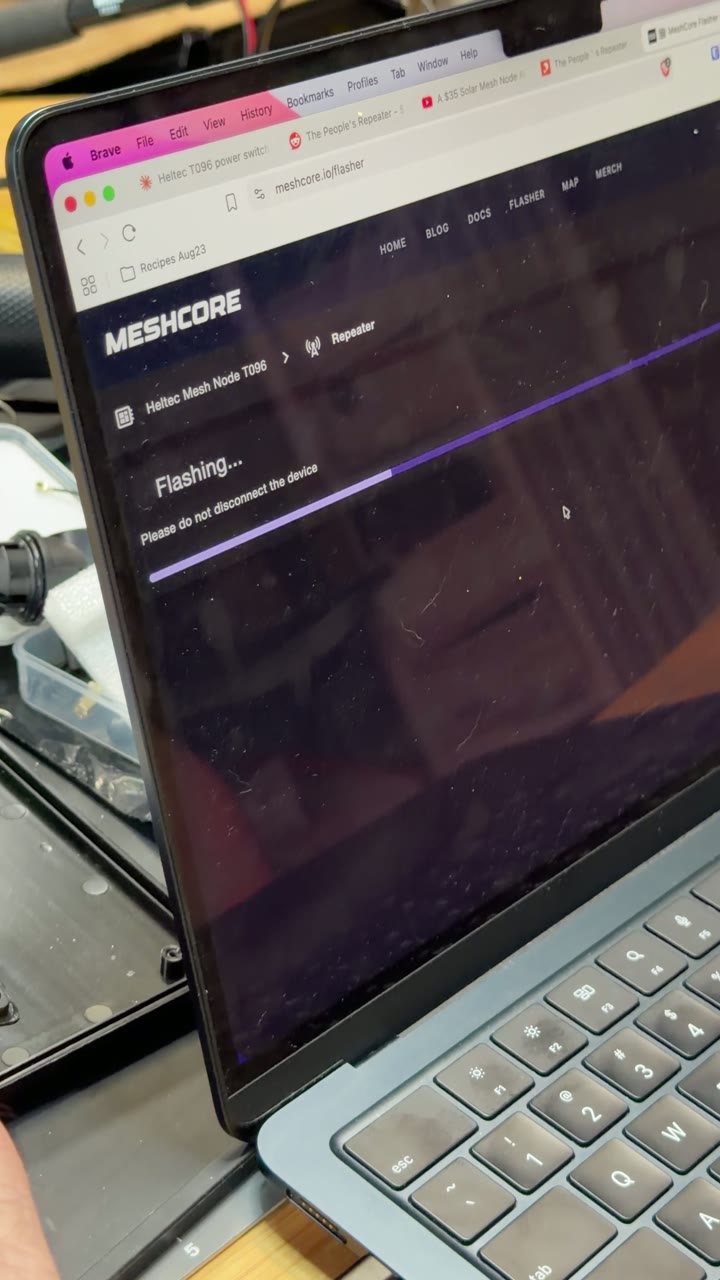 Brave File Edit View History Bookmarks Profiles Tab Window Help
Heltec T096 power switch
The People's Repeater -
A $35 Solar Mesh Node
The People's Repeater
MeshCore Flasher
meshcore.io/flasher
Recipes Aug23
HOME BLOG DOCS FLASHER MAP MERCH
MESHCORE
Heltec Mesh Node T096 > Repeater
Flashing...
Please do not disconnect the device
esc F1 F2 F3 F4 F5
~ ` ! 1 @ 2 # 3 $ 4
tab Q W
A
5